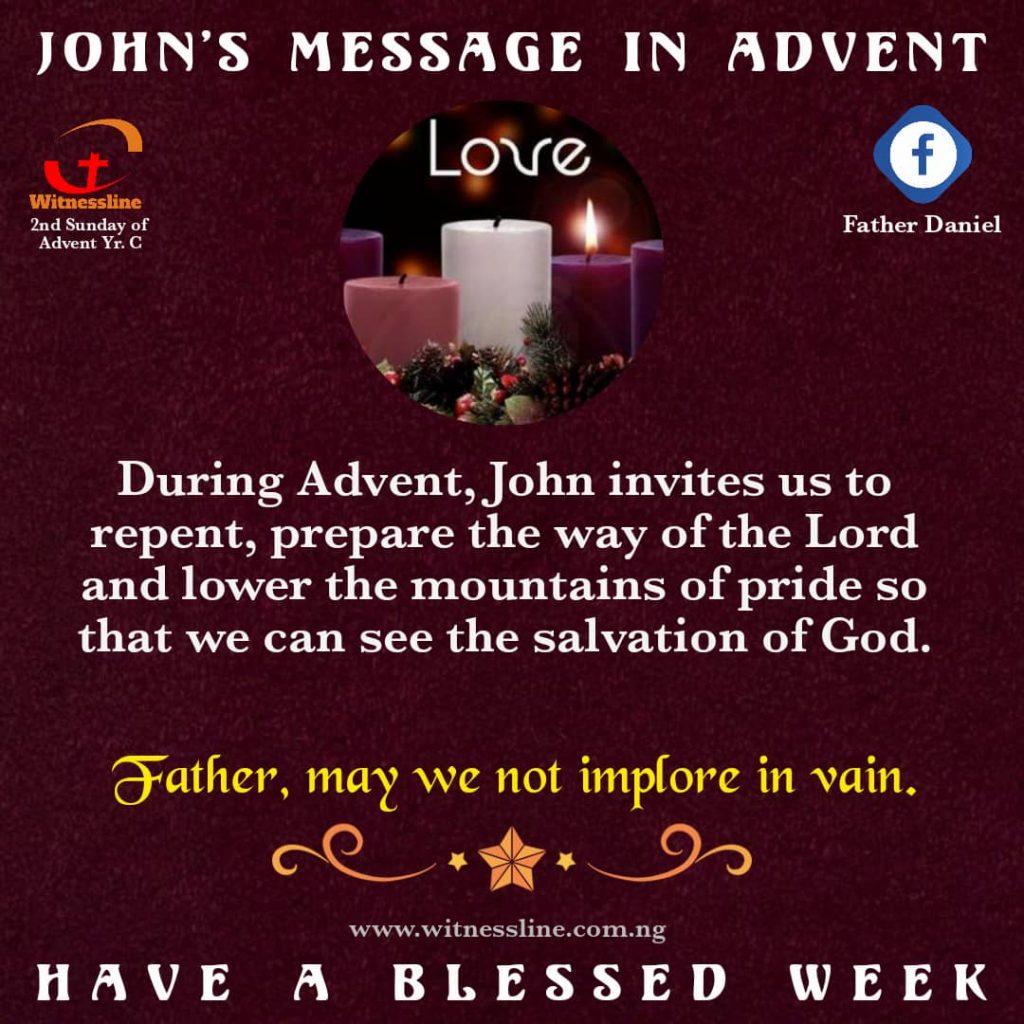 JOHN'S MESSAGE IN ADVENT
Love
Witnessline
2nd Sunday of
Advent Yr. C
f
Father Daniel
During Advent, John invites us to
repent, prepare the way of the Lord
and lower the mountains of pride so
that we can see the salvation of God.
Father, may we not implore in vain.
www.witnessline.com.ng
HAVE A BLESSED WEEK